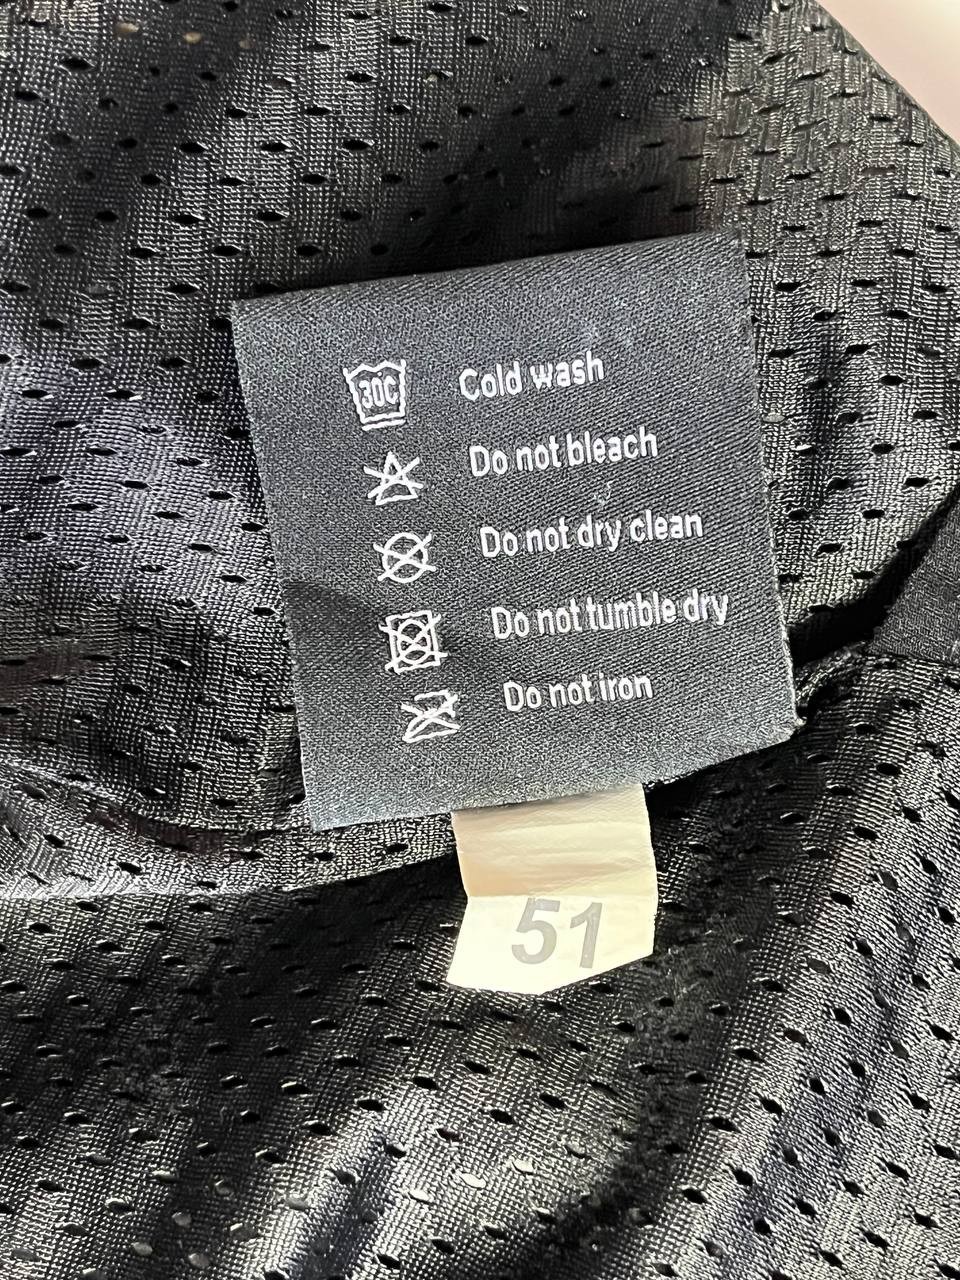 30C Cold wash
Do not bleach
Do not dry clean
Do not tumble dry
Do not iron
51